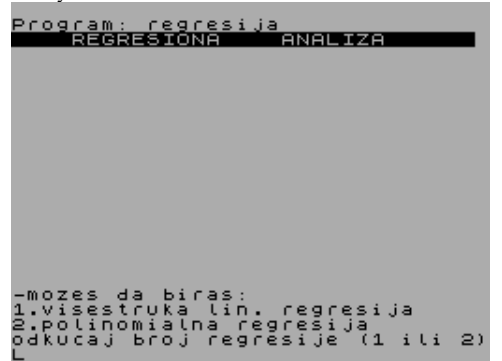 Program: regresija
REGRESIONA ANALIZA
-mozes da biras:
1.visestruka lin. regresija
2.polinomialna regresija
odkucaj broj regresije (1 ili 2)
L